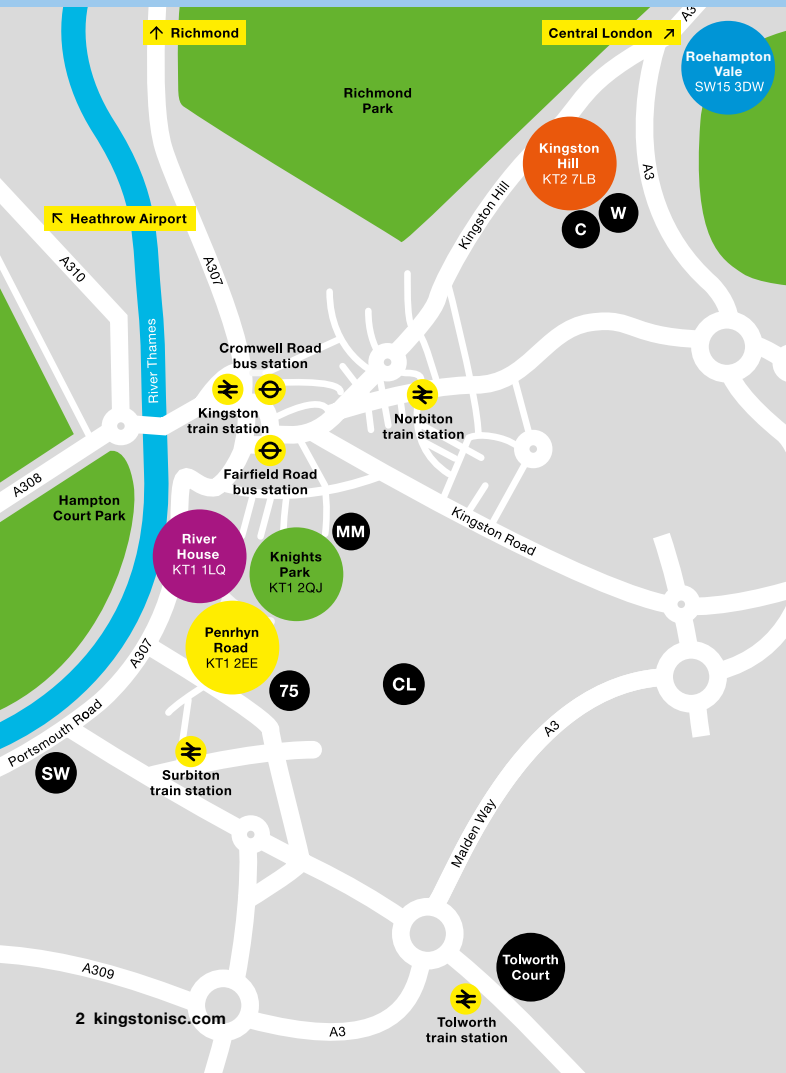 ↑ Richmond
Central London ↗
A3
Roehampton
Vale
SW15 3DW
Richmond
Park
Kingston
Hill
KT2 7LB
A3
W
C
Kingston Hill
↖ Heathrow Airport
A310
A307
River Thames
Cromwell Road
bus station
Kingston
train station
Norbiton
train station
Fairfield Road
bus station
A308
Hampton
Court Park
Kingston Road
MM
River
House
KT1 1LQ
Knights
Park
KT1 2QJ
Penrhyn
Road
KT1 2EE
A307
75
CL
Portsmouth Road
A3
SW
Surbiton
train station
Malden Way
Tolworth
Court
A309
2 kingstonisc.com
A3
Tolworth
train station